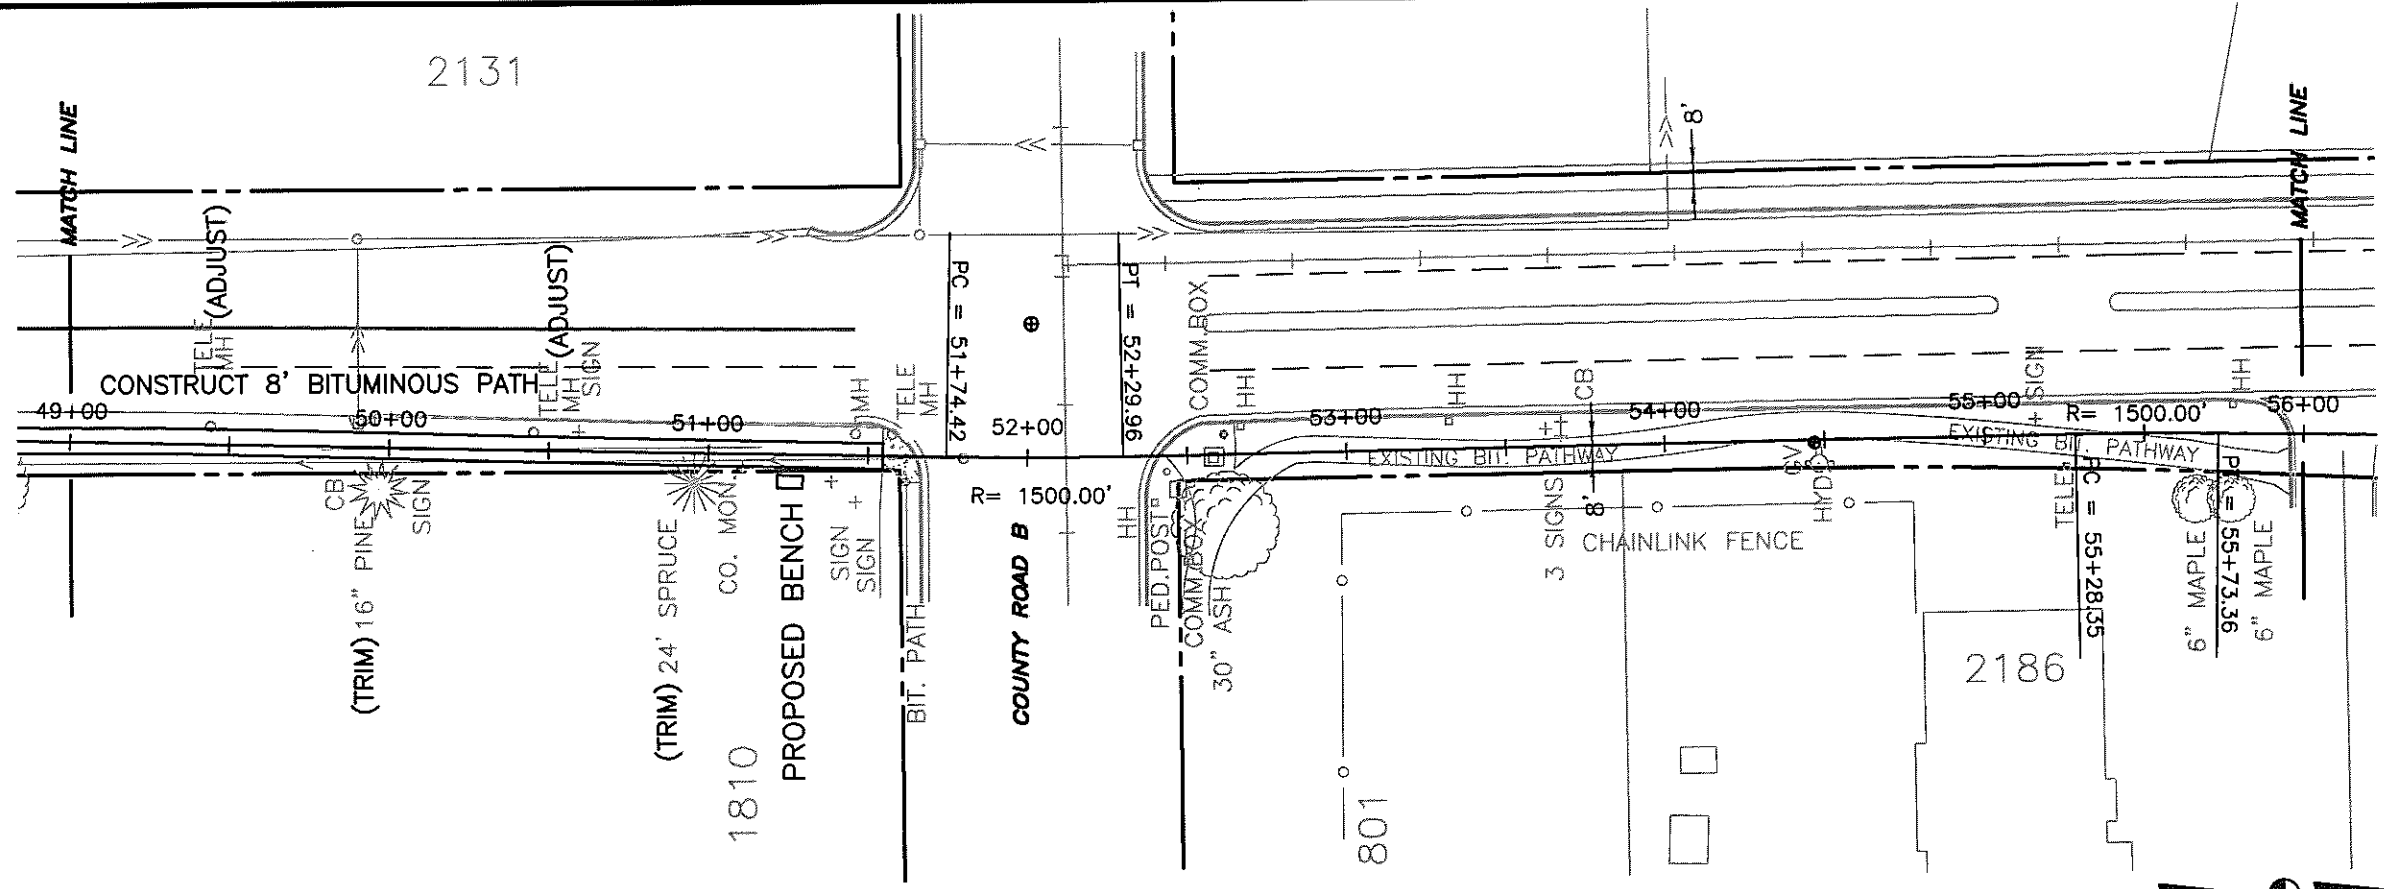 2131
MATCH LINE
MATCH LINE
8'
(ADJUST)
TELE
MH
(ADJUST)
TELE
MH
SIGN
CONSTRUCT 8' BITUMINOUS PATH
49+00
50+00
51+00
MH
TELE
MH
PC = 51+74.42
52+00
PT = 52+29.96
R= 1500.00'
COMM.BOX
HH
53+00
HH
CB
54+00
55+00
SIGN
R= 1500.00'
HH
56+00
EXISTING BIT. PATHWAY
EXISTING BIT. PATHWAY
CB
(TRIM) 16" PINE
SIGN
(TRIM) 24' SPRUCE
CO. MON.
1810
PROPOSED BENCH
SIGN
SIGN
BIT. PATH
COUNTY ROAD B
HH
PED.POST
COMM.BOX
30" ASH
3 SIGNS
8'
CHAINLINK FENCE
GV
HYD
TELE
PC = 55+28.35
6" MAPLE
PT = 55+73.36
6" MAPLE
2186
801